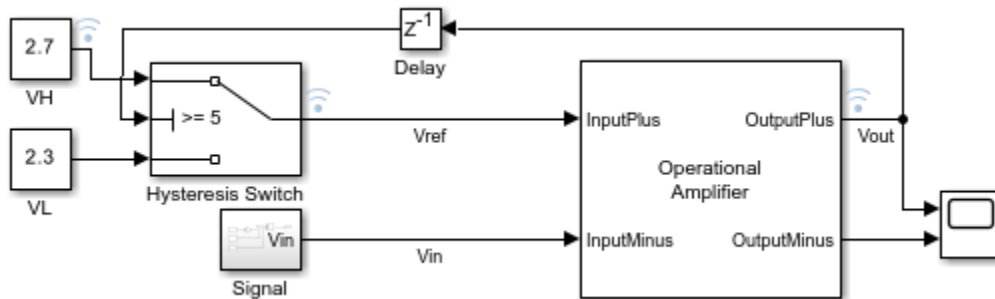 2.7
VH
Z-1
Delay
>= 5
Hysteresis Switch
2.3
VL
Vref
InputPlus
OutputPlus
Vout
Operational
Amplifier
Vin
Signal
Vin
InputMinus
OutputMinus